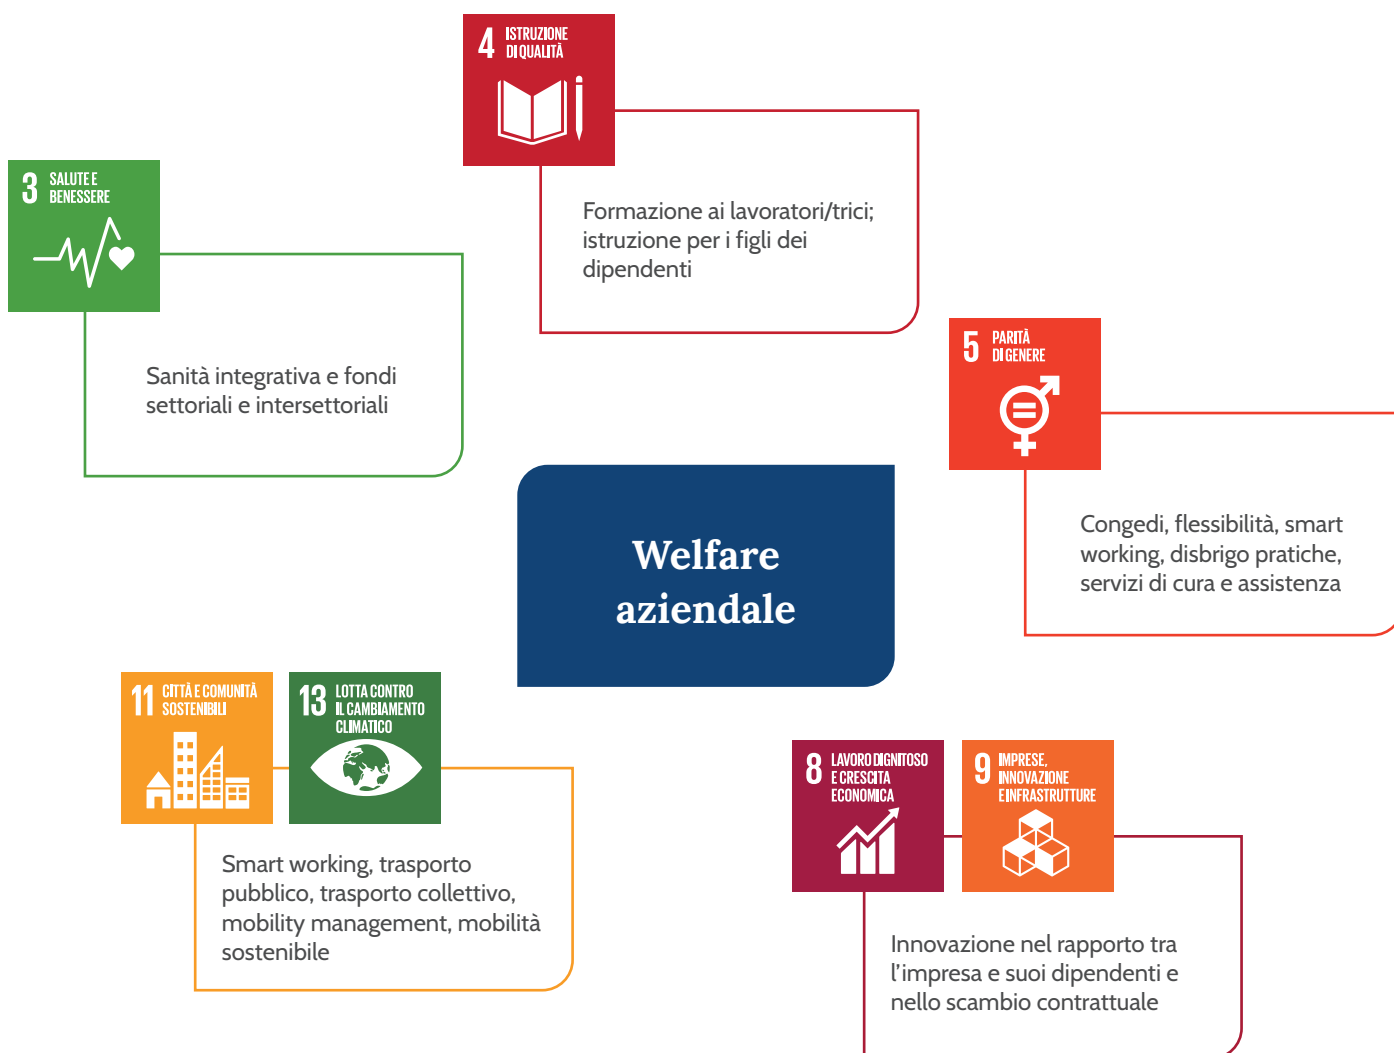 4 ISTRUZIONE
DI QUALITÀ
Formazione ai lavoratori/trici;
istruzione per i figli dei
dipendenti
3 SALUTE E
BENESSERE
Sanità integrativa e fondi
settoriali e intersettoriali
5 PARITÀ
DI GENERE
Congedi, flessibilità, smart
working, disbrigo pratiche,
servizi di cura e assistenza
Welfare
aziendale
11 CITTÀ E COMUNITÀ
SOSTENIBILI
13 LOTTA CONTRO
IL CAMBIAMENTO
CLIMATICO
Smart working, trasporto
pubblico, trasporto collettivo,
mobility management, mobilità
sostenibile
8 LAVORO DIGNITOSO
E CRESCITA
ECONOMICA
9 IMPRESE,
INNOVAZIONE
E INFRASTRUTTURE
Innovazione nel rapporto tra
l'impresa e suoi dipendenti e
nello scambio contrattuale